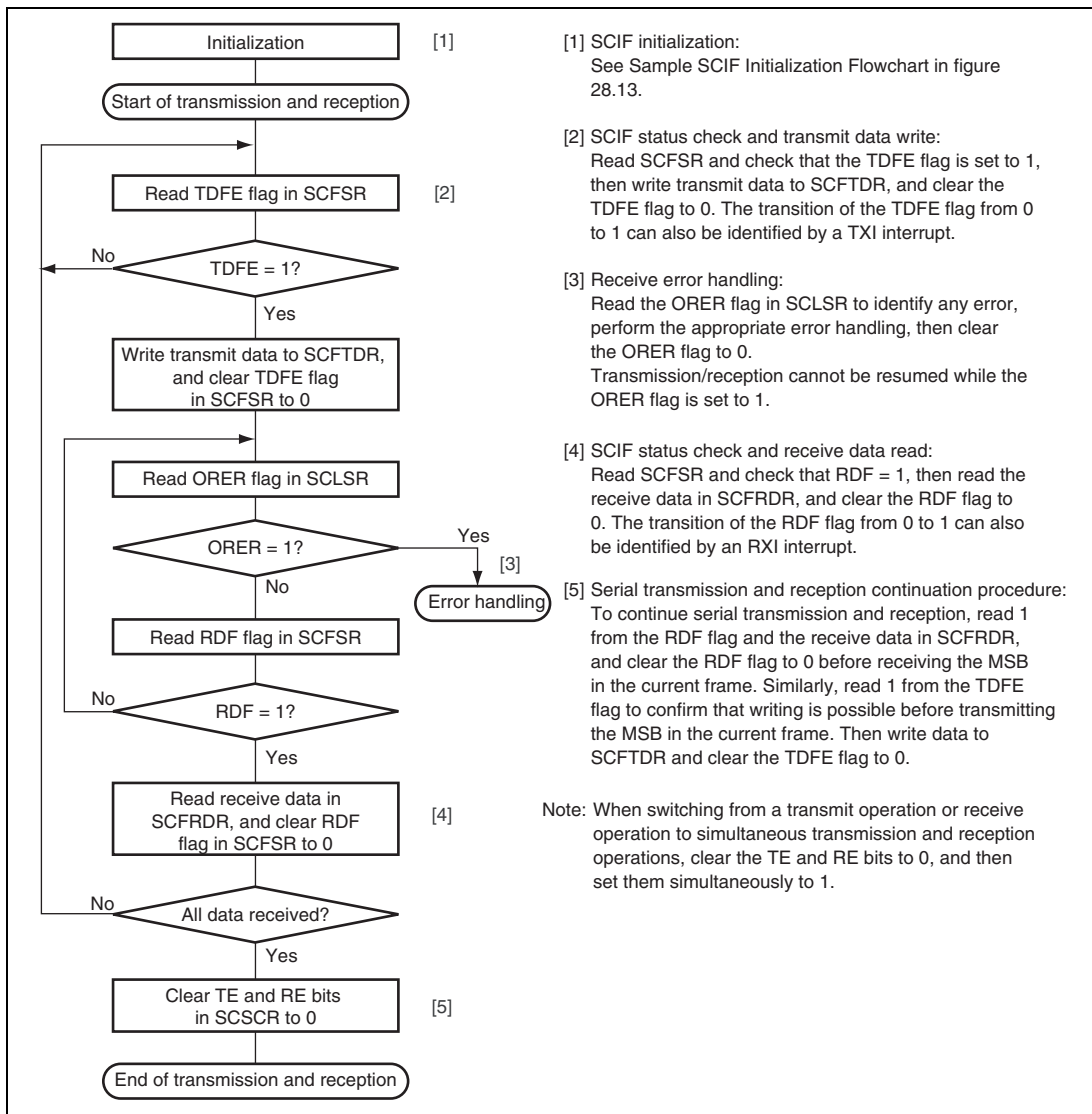 Initialization
[1]
Start of transmission and reception
Read TDFE flag in SCFSR
[2]
No
TDFE = 1?
Yes
Write transmit data to SCFTDR,
and clear TDFE flag
in SCFSR to 0
Read ORER flag in SCLSR
ORER = 1?
Yes
[3]
No
Error handling
Read RDF flag in SCFSR
No
RDF = 1?
Yes
Read receive data in
SCFRDR, and clear RDF
flag in SCFSR to 0
[4]
No
All data received?
Yes
Clear TE and RE bits
in SCSCR to 0
[5]
End of transmission and reception
[1] SCIF initialization:
See Sample SCIF Initialization Flowchart in figure
28.13.
[2] SCIF status check and transmit data write:
Read SCFSR and check that the TDFE flag is set to 1,
then write transmit data to SCFTDR, and clear the
TDFE flag to 0. The transition of the TDFE flag from 0
to 1 can also be identified by a TXI interrupt.
[3] Receive error handling:
Read the ORER flag in SCLSR to identify any error,
perform the appropriate error handling, then clear
the ORER flag to 0.
Transmission/reception cannot be resumed while the
ORER flag is set to 1.
[4] SCIF status check and receive data read:
Read SCFSR and check that RDF = 1, then read the
receive data in SCFRDR, and clear the RDF flag to
0. The transition of the RDF flag from 0 to 1 can also
be identified by an RXI interrupt.
[5] Serial transmission and reception continuation procedure:
To continue serial transmission and reception, read 1
from the RDF flag and the receive data in SCFRDR,
and clear the RDF flag to 0 before receiving the MSB
in the current frame. Similarly, read 1 from the TDFE
flag to confirm that writing is possible before transmitting
the MSB in the current frame. Then write data to
SCFTDR and clear the TDFE flag to 0.
Note: When switching from a transmit operation or receive
operation to simultaneous transmission and reception
operations, clear the TE and RE bits to 0, and then
set them simultaneously to 1.